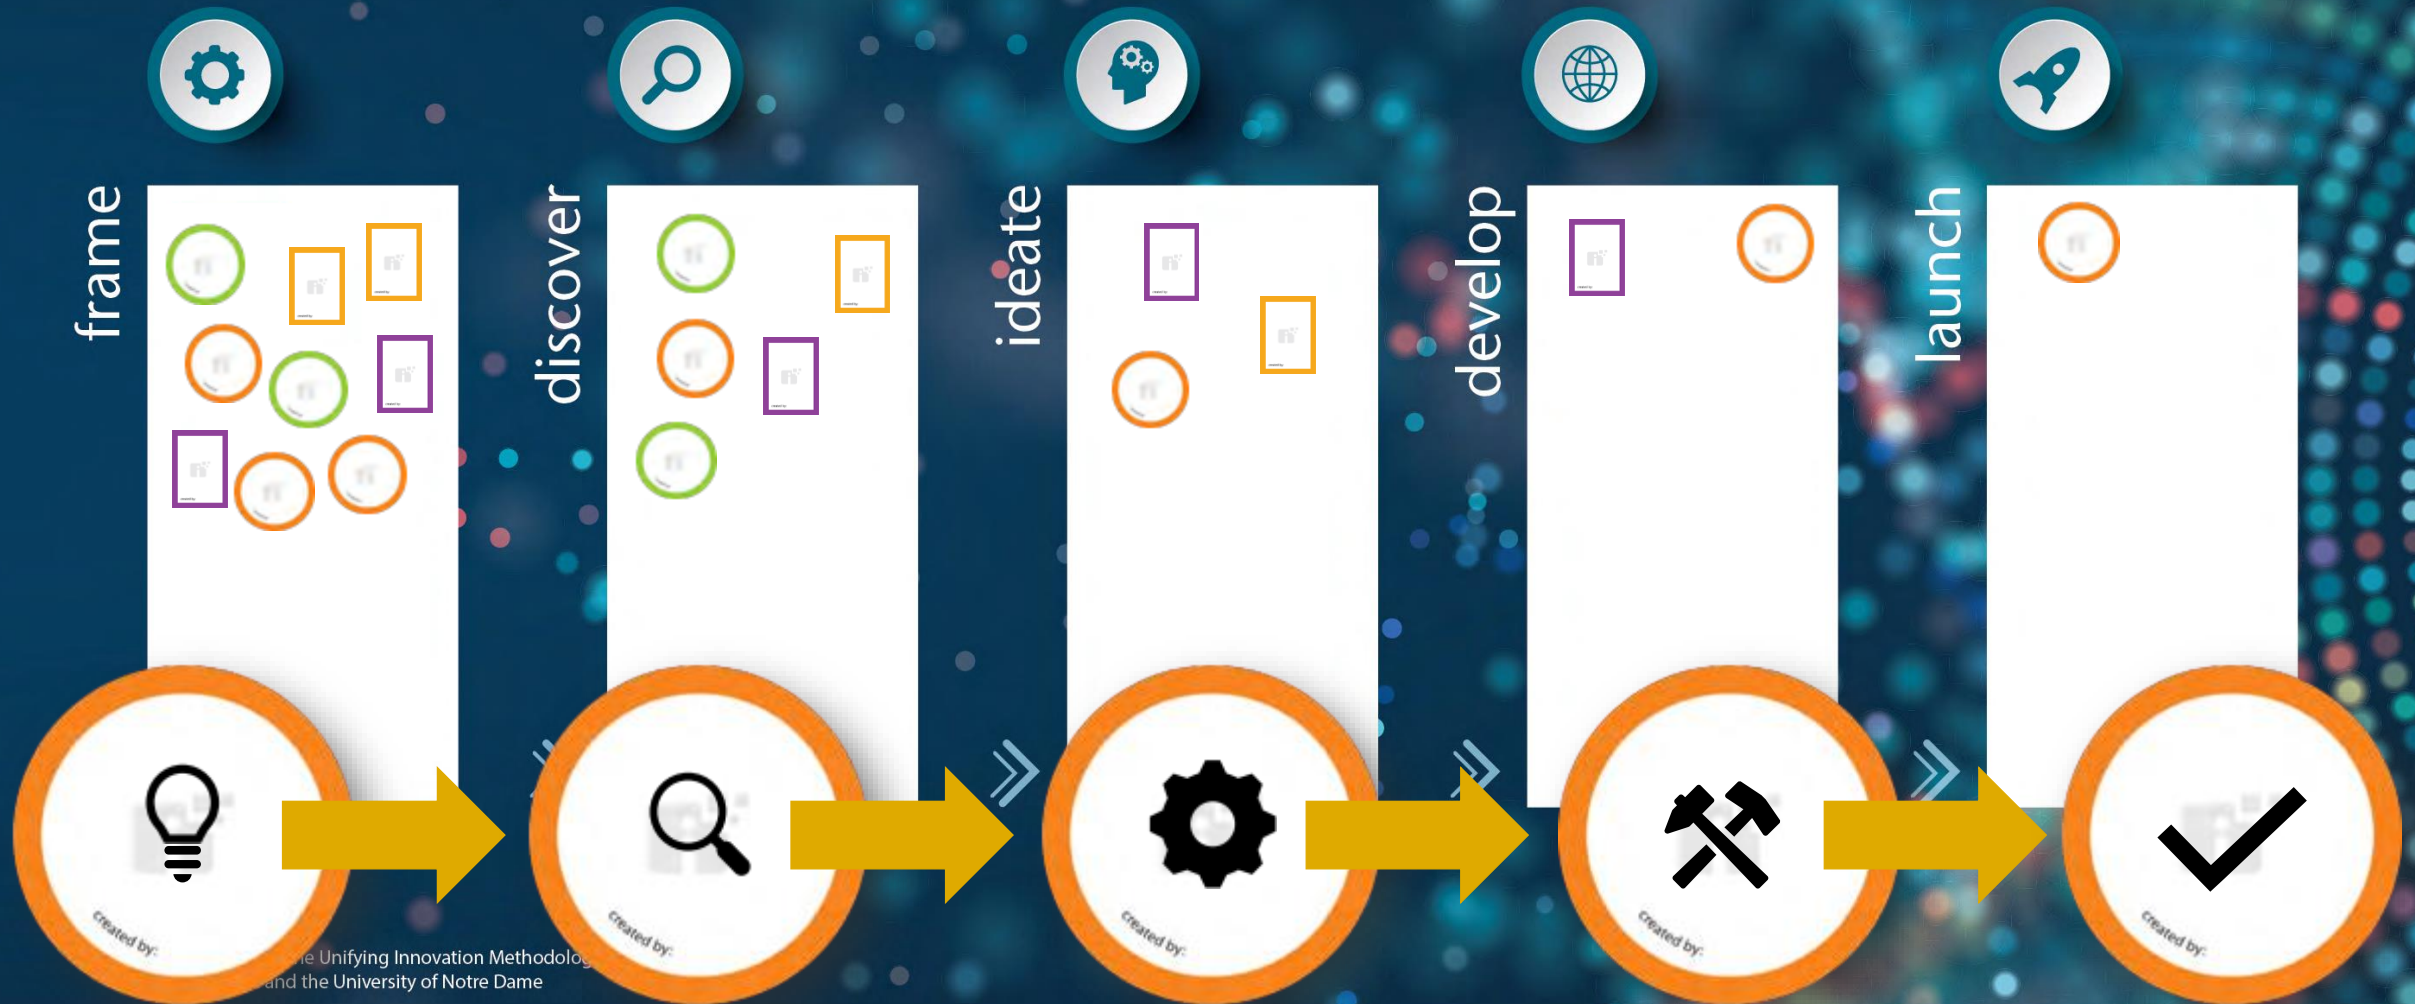 frame
discover
ideate
develop
launch
created by:
created by:
created by:
created by:
created by:
Unifying Innovation
and the University of Notre Dame